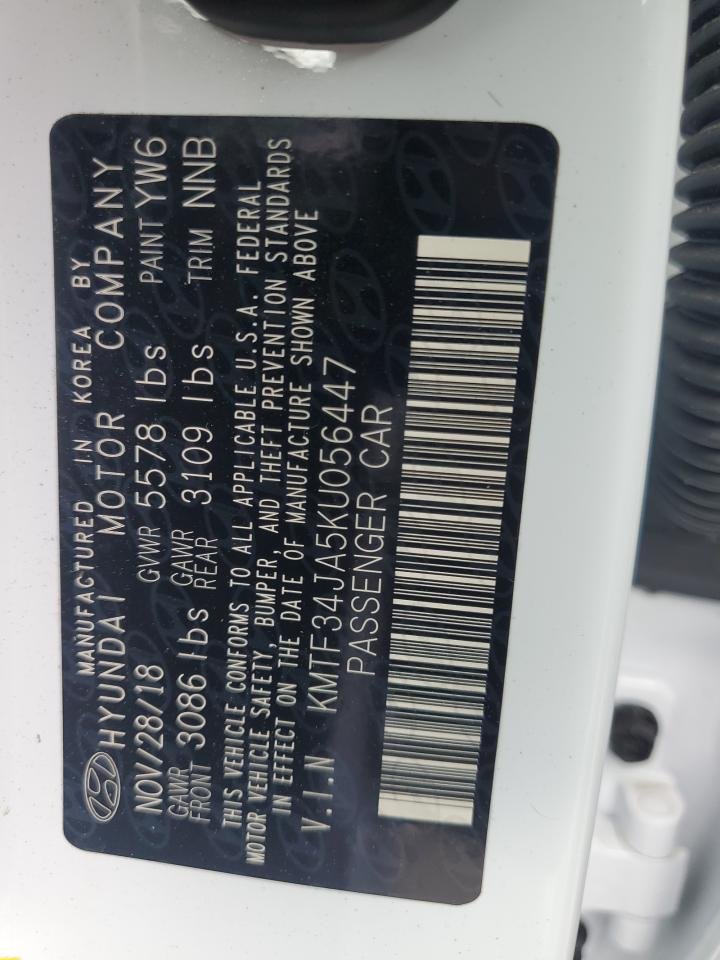 MANUFACTURED IN KOREA BY
HYUNDAI MOTOR COMPANY
NOV/28/18 GVWR 5578 lbs PAINT YW6
GAWR FRONT 3086 lbs GAWR REAR 3109 lbs TRIM NNB
THIS VEHICLE CONFORMS TO ALL APPLICABLE U.S.A. FEDERAL
MOTOR VEHICLE SAFETY, BUMPER, AND THEFT PREVENTION STANDARDS
IN EFFECT ON THE DATE OF MANUFACTURE SHOWN ABOVE
V.I.N KMTF34JA5KU056447
PASSENGER CAR